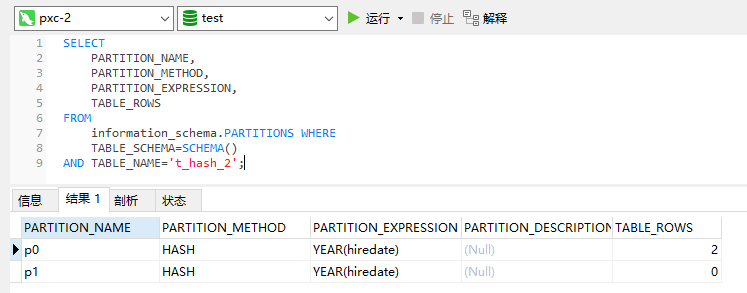 pxc-2 test 运行 停止 解释
1 SELECT
2 PARTITION_NAME,
3 PARTITION_METHOD,
4 PARTITION_EXPRESSION,
5 TABLE_ROWS
6 FROM
7 information_schema.PARTITIONS WHERE
8 TABLE_SCHEMA=SCHEMA()
9 AND TABLE_NAME='t_hash_2';
信息 结果 1 剖析 状态
PARTITION_NAME PARTITION_METHOD PARTITION_EXPRESSION PARTITION_DESCRIPTION TABLE_ROWS
p0 HASH YEAR(hiredate) (Null) 2
p1 HASH YEAR(hiredate) (Null) 0